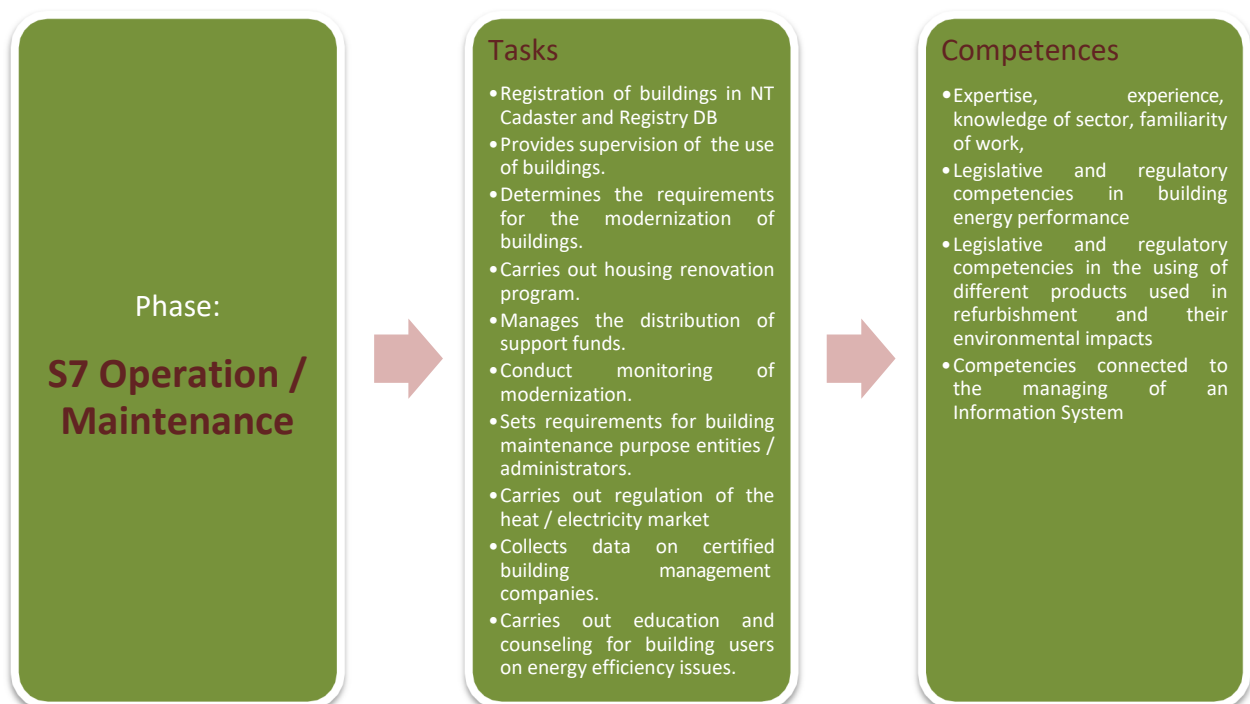 Phase:
S7 Operation /
Maintenance
Tasks
•Registration of buildings in NT
Cadaster and Registry DB
•Provides supervision of the use
of buildings.
•Determines the requirements
for the modernization of
buildings.
•Carries out housing renovation
program.
•Manages the distribution of
support funds.
•Conduct monitoring of
modernization.
•Sets requirements for building
maintenance purpose entities /
administrators.
•Carries out regulation of the
heat / electricity market
•Collects data on certified
building management
companies.
•Carries out education and
counseling for building users
on energy efficiency issues.
Competences
•Expertise, experience,
knowledge of sector, familiarity
of work,
•Legislative and regulatory
competencies in building
energy performance
•Legislative and regulatory
competencies in the using of
different products used in
refurbishment and their
environmental impacts
•Competencies connected to
the managing of an
Information System